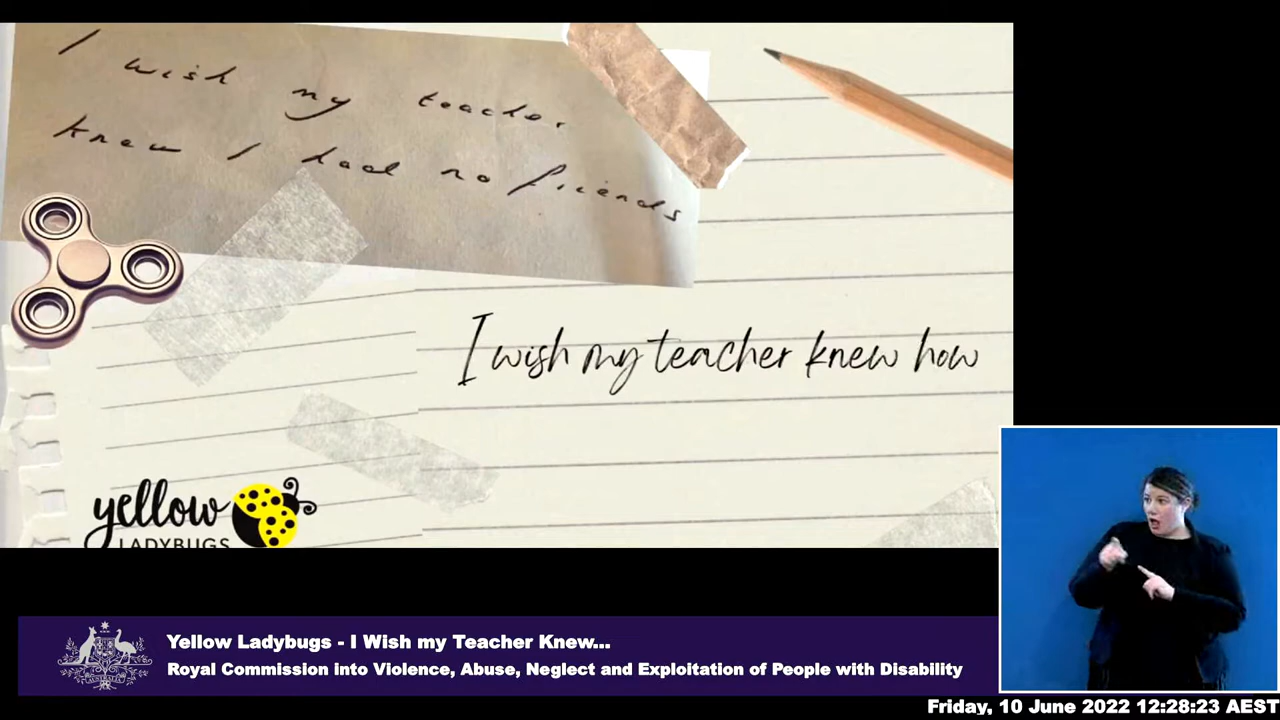 I wish my teacher
knew I had no friends
I wish my teacher knew how
yellow
LADYBUGS
Yellow Ladybugs - I Wish my Teacher Knew...
Royal Commission into Violence, Abuse, Neglect and Exploitation of People with Disability
Friday, 10 June 2022 12:28:23 AEST